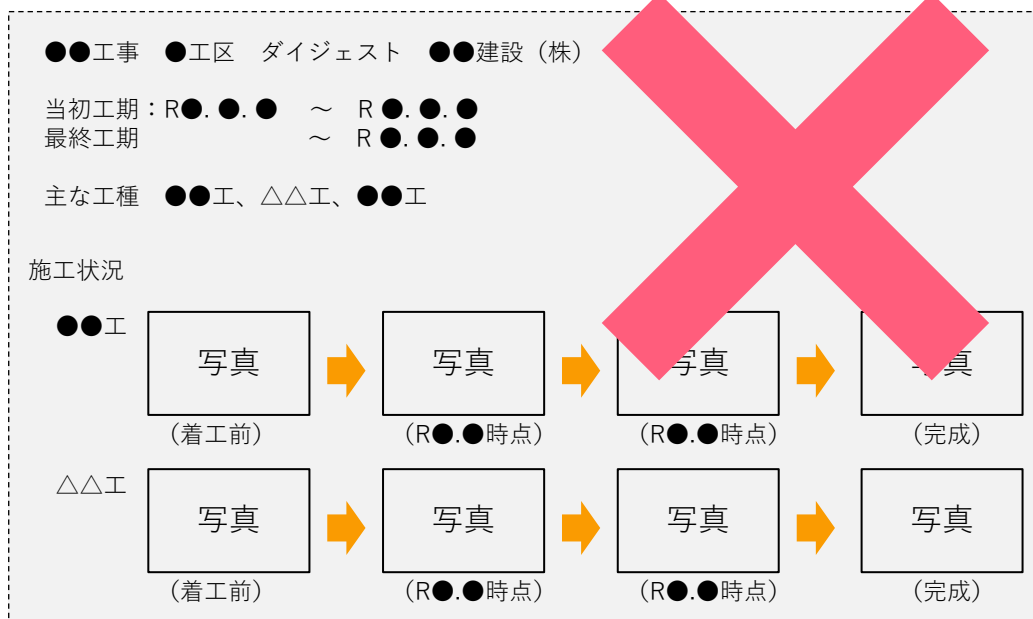 ●●工事　●工区　ダイジェスト　●●建設（株）
当初工期：R●. ●. ●　～　R ●. ●. ●
最終工期　～　R ●. ●. ●
主な工種　●●工、△△工、●●工
施工状況
●●工
写真　写真　写真　写真
（着工前）　（R●.●時点）　（R●.●時点）　（完成）
△△工
写真　写真　写真　写真
（着工前）　（R●.●時点）　（R●.●時点）　（完成）